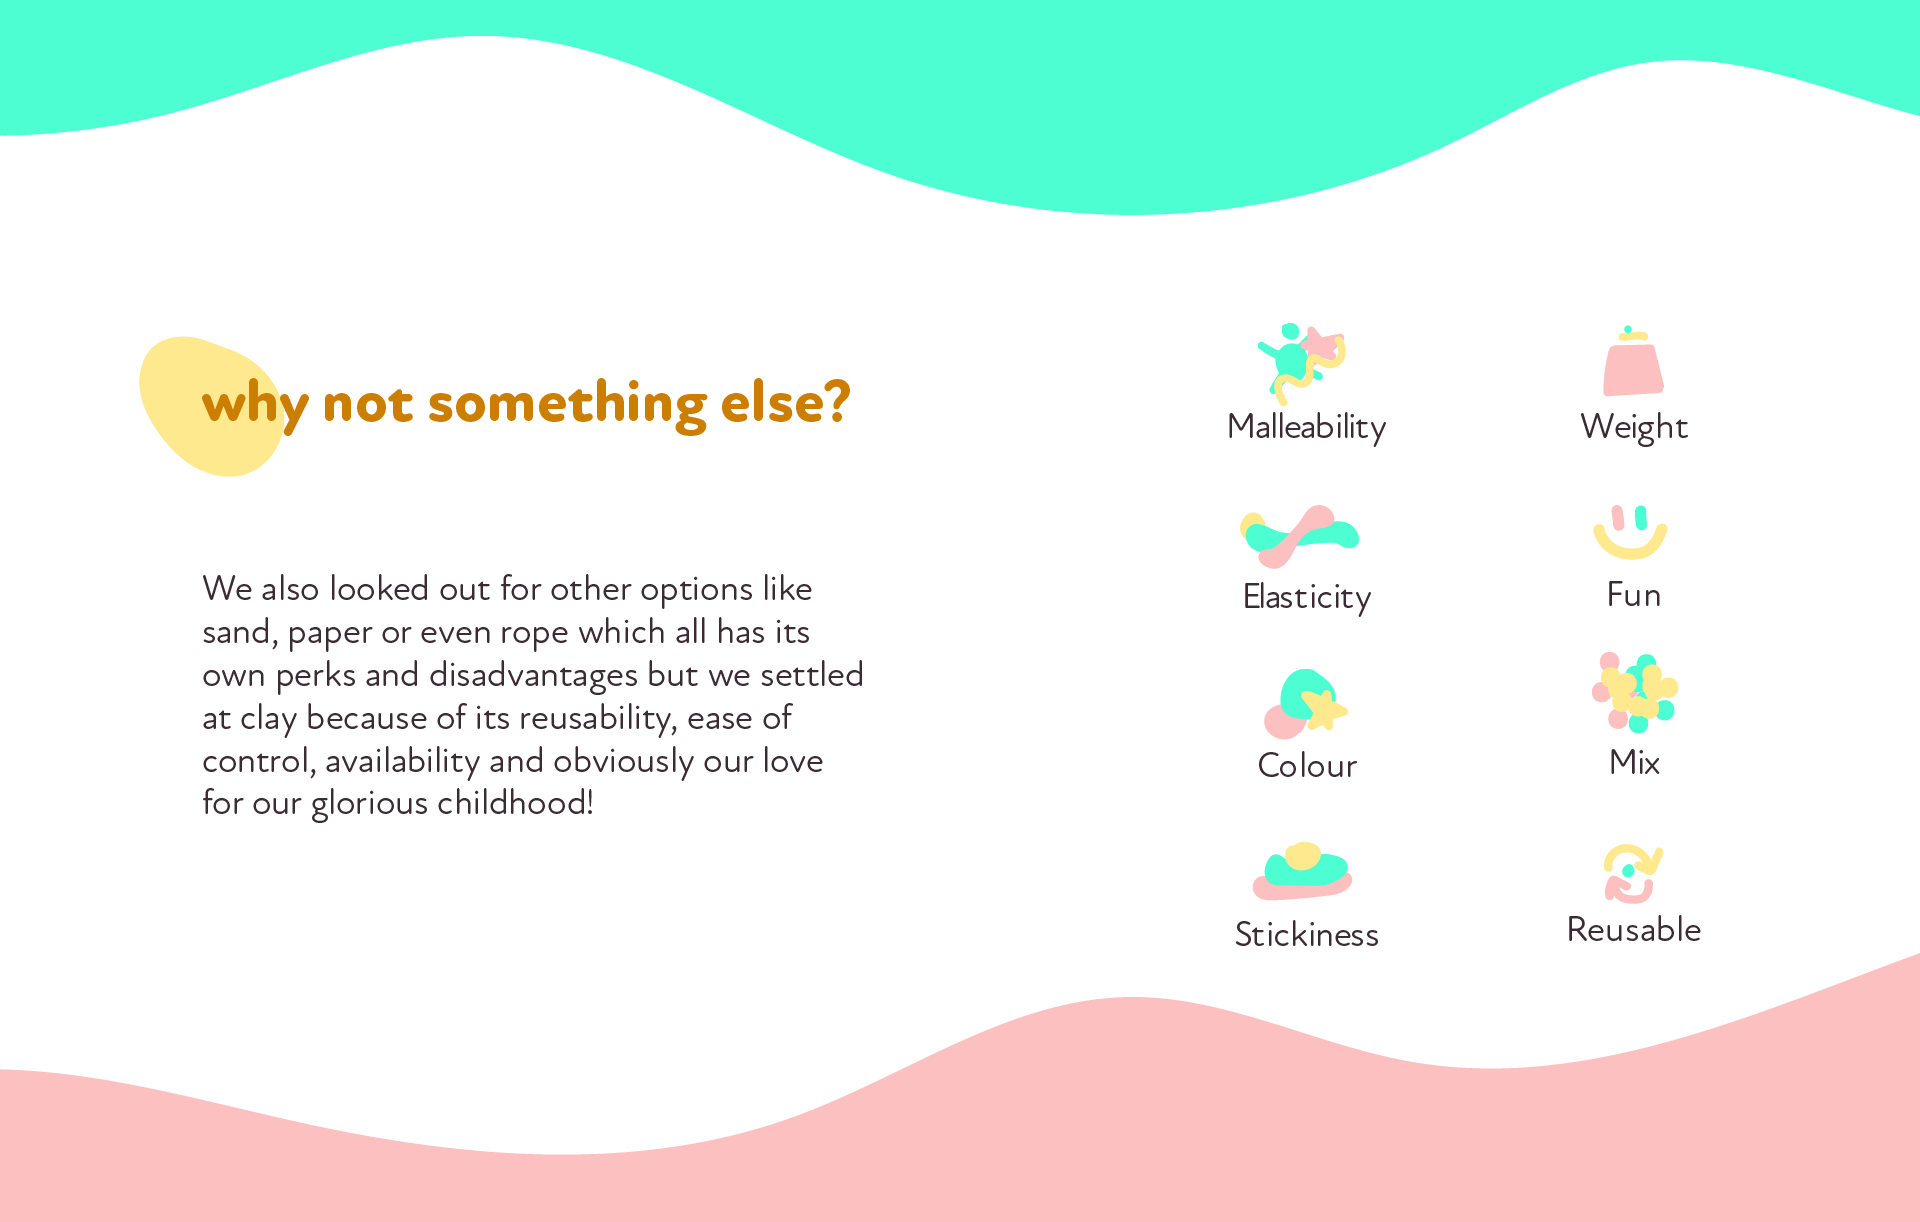 why not something else?
We also looked out for other options like
sand, paper or even rope which all has its
own perks and disadvantages but we settled
at clay because of its reusability, ease of
control, availability and obviously our love
for our glorious childhood!
Malleability
Weight
Elasticity
Fun
Colour
Mix
Stickiness
Reusable